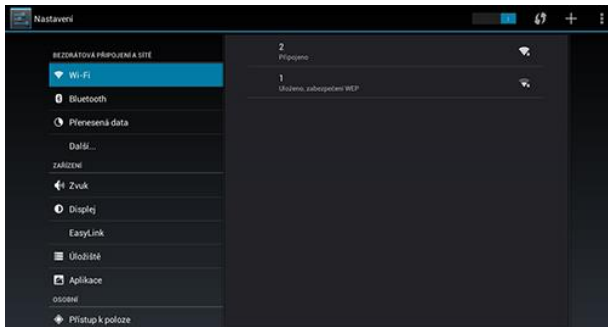 Nastavení
BEZDRÁTOVÁ PŘIPOJENÍ A SÍTĚ
Wi-Fi
Bluetooth
Přenesená data
Další...
ZAŘÍZENÍ
Zvuk
Displej
EasyLink
Úložiště
Aplikace
OSOBNÍ
Přístup k poloze
2
Připojeno
1
Uloženo, zabezpečení WEP